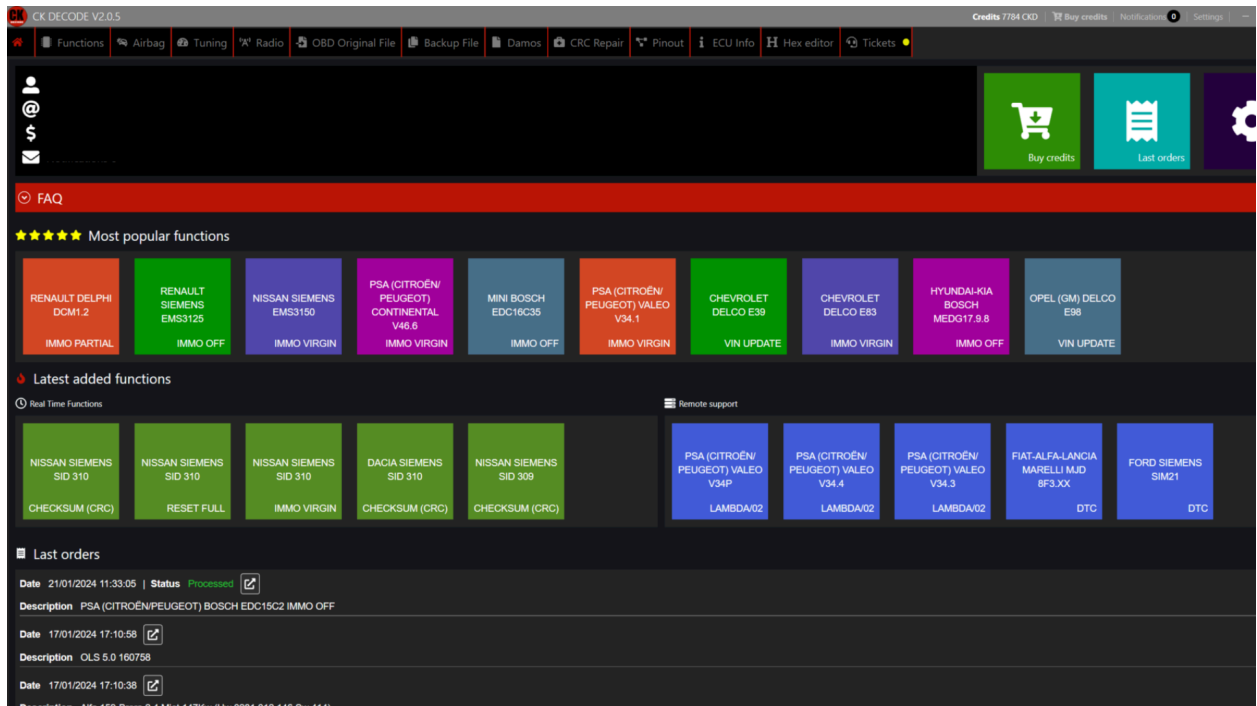 CK CK DECODE V2.0.5 Credits 7784 CKD Buy credits Notifications 0 Settings
Functions Airbag Tuning Radio OBD Original File Backup File Damos CRC Repair Pinout ECU Info Hex editor Tickets
Buy credits Last orders
FAQ
Most popular functions
RENAULT DELPHI
DCM1.2
IMMO PARTIAL
RENAULT
SIEMENS
EMS3125
IMMO OFF
NISSAN SIEMENS
EMS3150
IMMO VIRGIN
PSA (CITROËN/
PEUGEOT)
CONTINENTAL
V46.6
IMMO VIRGIN
MINI BOSCH
EDC16C35
IMMO OFF
PSA (CITROËN/
PEUGEOT) VALEO
V34.1
IMMO VIRGIN
CHEVROLET
DELCO E39
VIN UPDATE
CHEVROLET
DELCO E83
IMMO VIRGIN
HYUNDAI-KIA
BOSCH
MEDG17.9.8
IMMO OFF
OPEL (GM) DELCO
E98
VIN UPDATE
Latest added functions
Real Time Functions
NISSAN SIEMENS
SID 310
CHECKSUM (CRC)
NISSAN SIEMENS
SID 310
RESET FULL
NISSAN SIEMENS
SID 310
IMMO VIRGIN
DACIA SIEMENS
SID 310
CHECKSUM (CRC)
NISSAN SIEMENS
SID 309
CHECKSUM (CRC)
Remote support
PSA (CITROËN/
PEUGEOT) VALEO
V34P
LAMBDA/02
PSA (CITROËN/
PEUGEOT) VALEO
V34.4
LAMBDA/02
PSA (CITROËN/
PEUGEOT) VALEO
V34.3
LAMBDA/02
FIAT-ALFA-LANCIA
MARELLI MJD
8F3.XX
DTC
FORD SIEMENS
SIM21
DTC
Last orders
Date 21/01/2024 11:33:05 | Status Processed
Description PSA (CITROËN/PEUGEOT) BOSCH EDC15C2 IMMO OFF
Date 17/01/2024 17:10:58
Description OLS 5.0 160758
Date 17/01/2024 17:10:38